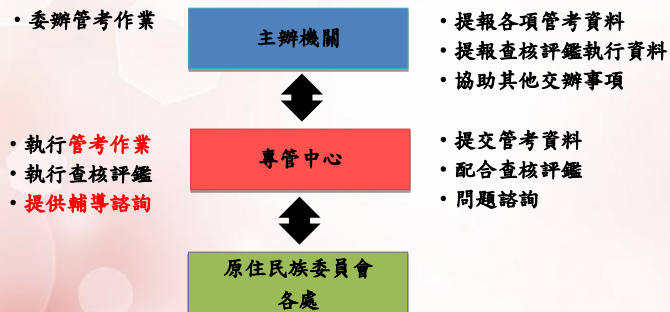 •委辦管考作業
主辦機關
•提報各項管考資料
•提報查核評鑑執行資料
•協助其他交辦事項
•執行管考作業
•執行查核評鑑
•提供輔導諮詢
專管中心
•提交管考資料
•配合查核評鑑
•問題諮詢
原住民族委員會
各處